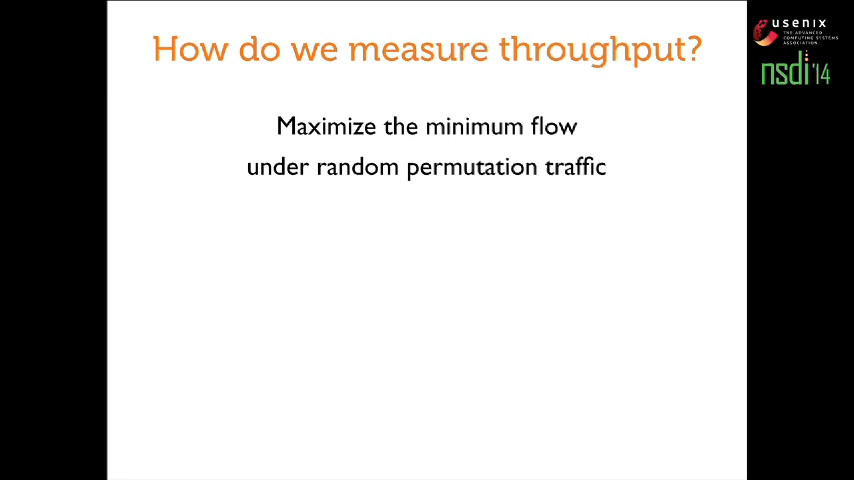 How do we measure throughput?
Maximize the minimum flow
under random permutation traffic
usenix
THE ADVANCED
COMPUTING SYSTEMS
ASSOCIATION
nsdi '14